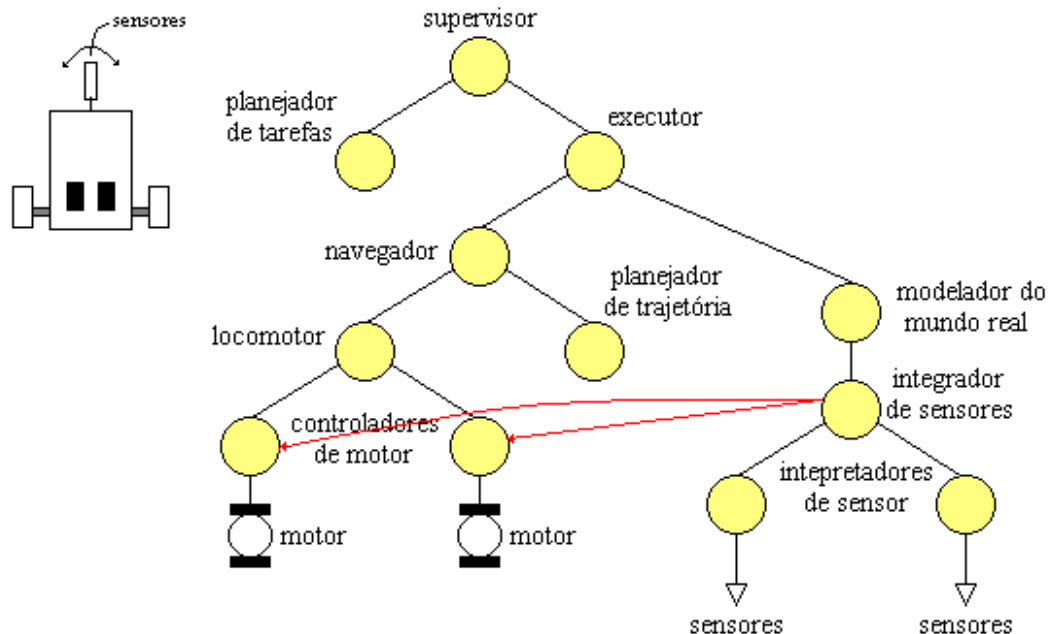 sensores
supervisor
planejador
de tarefas
executor
navegador
planejador
de trajetória
modelador do
mundo real
locomotor
integrador
de sensores
controladores
de motor
intepretadores
de sensor
motor
motor
sensores
sensores